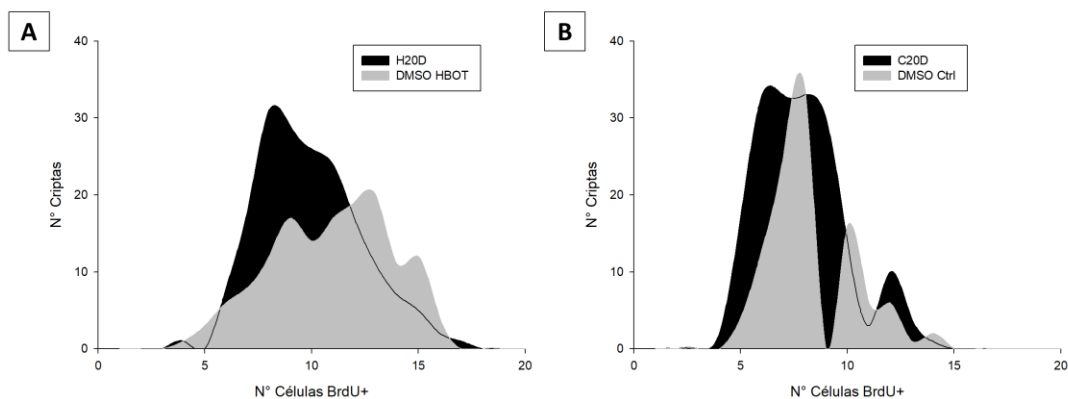 A
40
30
20
10
0
N° Criptas
H20D
DMSO HBOT
0 5 10 15 20
N° Células BrdU+
B
40
30
20
10
0
N° Criptas
C20D
DMSO Ctrl
0 5 10 15 20
N° Células BrdU+